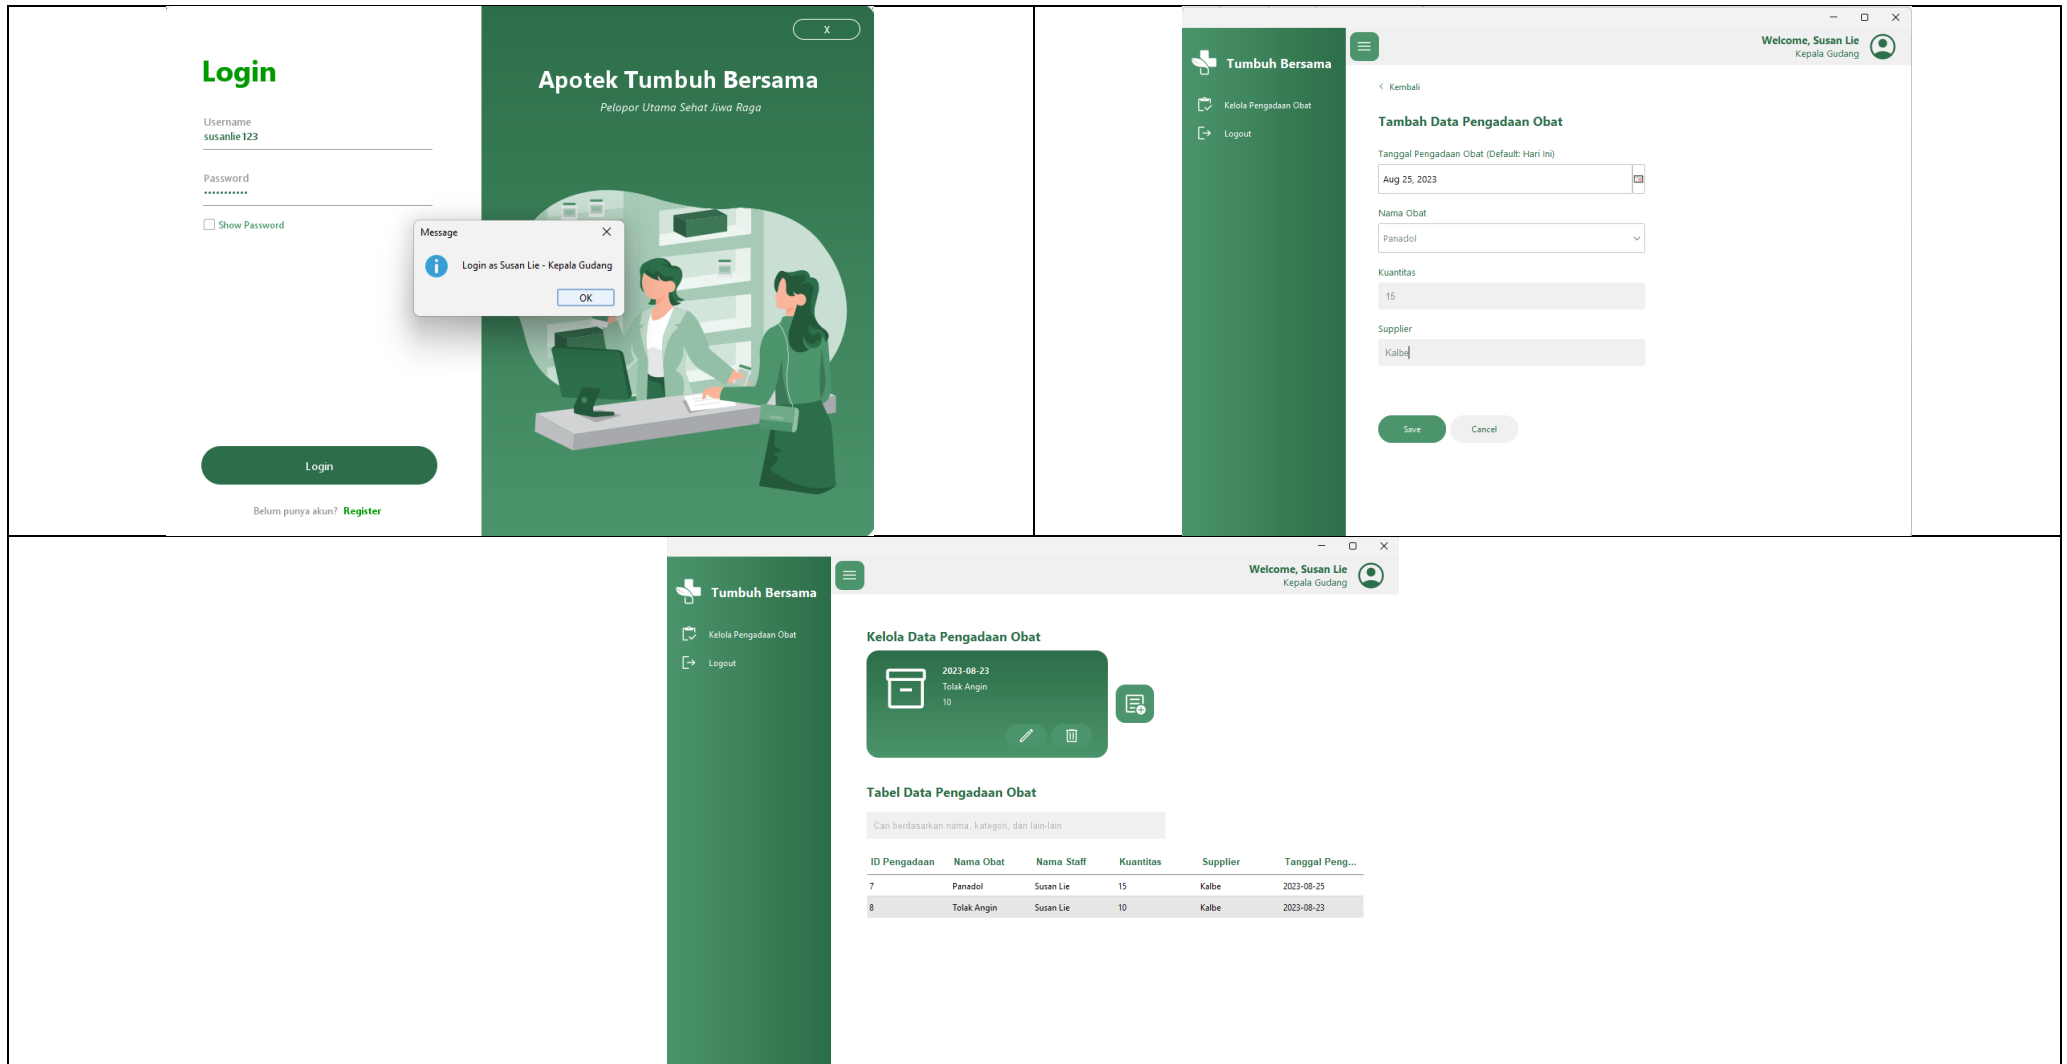 Login
Username
susanlie123
Password
•••••••••••
Show Password
Login
Belum punya akun? Register
X
Apotek Tumbuh Bersama
Pelopor Utama Sehat Jiwa Raga
Message
Login as Susan Lie - Kepala Gudang
OK
Tumbuh Bersama
Kelola Pengadaan Obat
Logout
Welcome, Susan Lie
Kepala Gudang
Kembali
Tambah Data Pengadaan Obat
Tanggal Pengadaan Obat (Default: Hari Ini)
Aug 25, 2023
Nama Obat
Panadol
Kuantitas
15
Supplier
Kalbe
Save Cancel
Tumbuh Bersama
Kelola Pengadaan Obat
Logout
Welcome, Susan Lie
Kepala Gudang
Kelola Data Pengadaan Obat
2023-08-23
Tolak Angin
10
Tabel Data Pengadaan Obat
Cari berdasarkan nama, kategori, dan lain-lain
ID Pengadaan Nama Obat Nama Staff Kuantitas Supplier Tanggal Peng...
7 Panadol Susan Lie 15 Kalbe 2023-08-25
8 Tolak Angin Susan Lie 10 Kalbe 2023-08-23